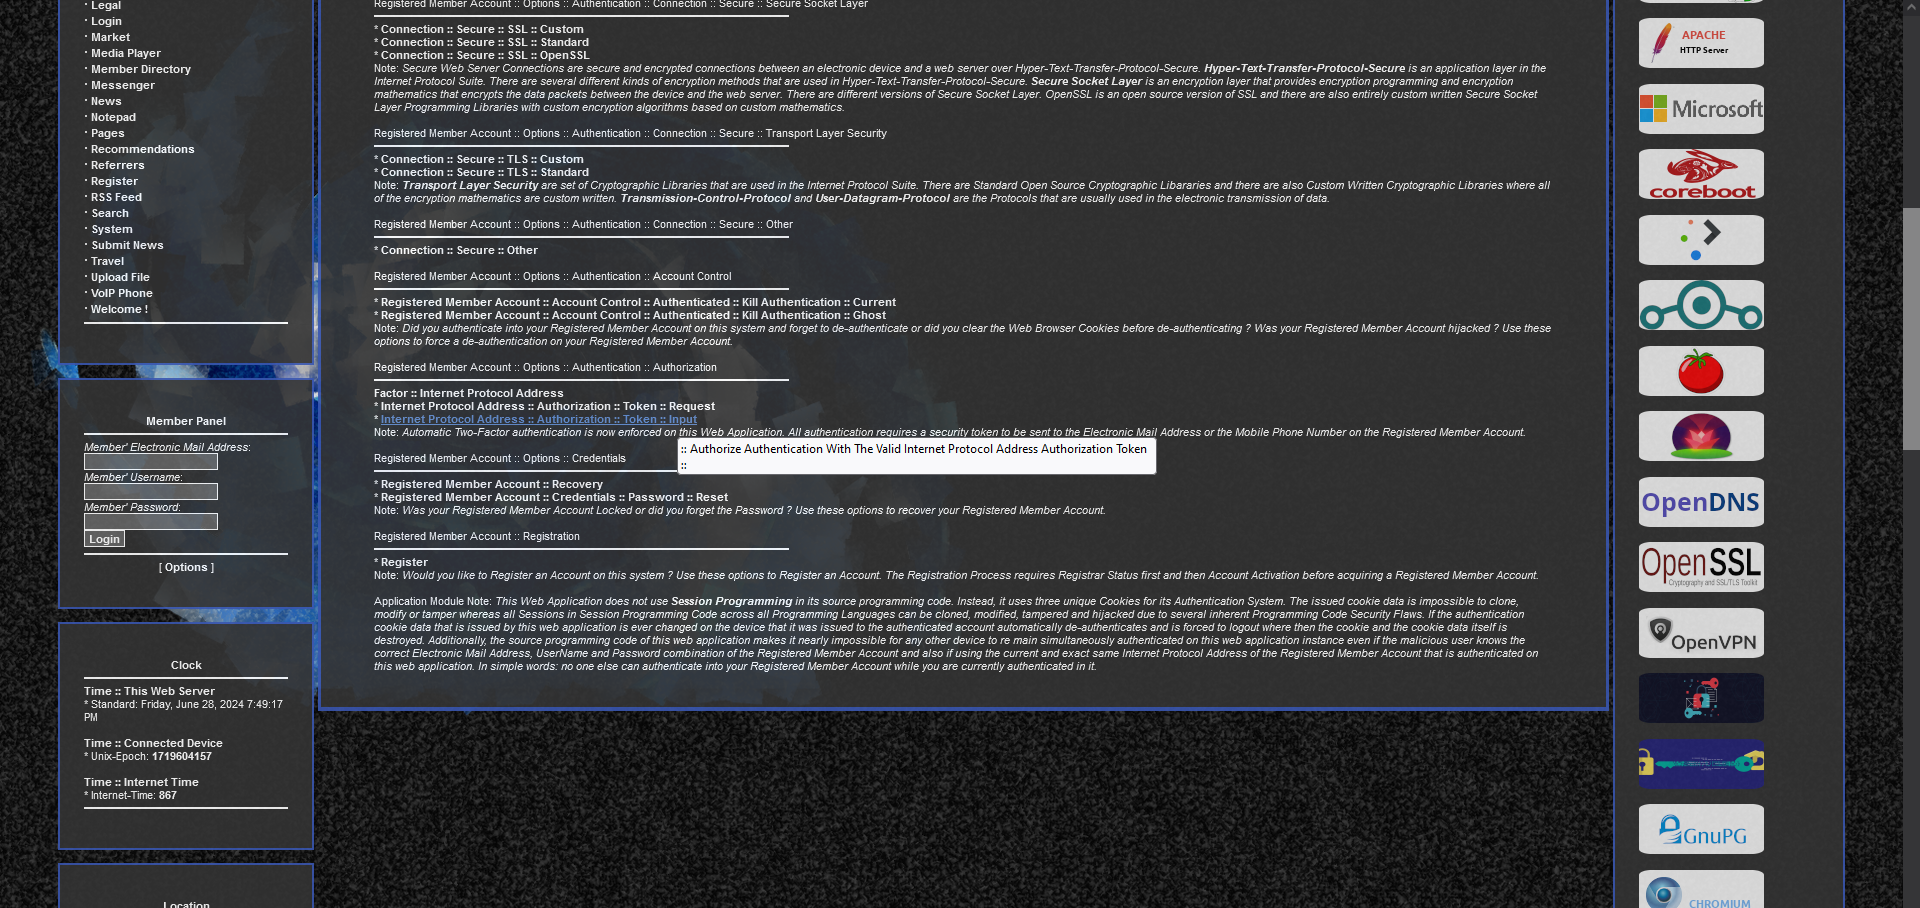 · Legal
· Login
· Market
· Media Player
· Member Directory
· Messenger
· News
· Notepad
· Pages
· Recommendations
· Referrers
· Register
· RSS Feed
· Search
· System
· Submit News
· Travel
· Upload File
· VoIP Phone
· Welcome !
Member Panel
Member' Electronic Mail Address:
Member' Username:
Member' Password:
Login
[ Options ]
Clock
Time :: This Web Server
* Standard: Friday, June 28, 2024 7:49:17
PM
Time :: Connected Device
* Unix-Epoch: 1719604157
Time :: Internet Time
* Internet-Time: 867
Location
Registered Member Account :: Options :: Authentication :: Connection :: Secure :: Secure Socket Layer
* Connection :: Secure :: SSL :: Custom
* Connection :: Secure :: SSL :: Standard
* Connection :: Secure :: SSL :: OpenSSL
Note: Secure Web Server Connections are secure and encrypted connections between an electronic device and a web server over Hyper-Text-Transfer-Protocol-Secure. Hyper-Text-Transfer-Protocol-Secure is an application layer in the
Internet Protocol Suite. There are several different kinds of encryption methods that are used in Hyper-Text-Transfer-Protocol-Secure. Secure Socket Layer is an encryption layer that provides encryption programming and encryption
mathematics that encrypts the data packets between the device and the web server. There are different versions of Secure Socket Layer. OpenSSL is an open source version of SSL and there are also entirely custom written Secure Socket
Layer Programming Libraries with custom encryption algorithms based on custom mathematics.
Registered Member Account :: Options :: Authentication :: Connection :: Secure :: Transport Layer Security
* Connection :: Secure :: TLS :: Custom
* Connection :: Secure :: TLS :: Standard
Note: Transport Layer Security are set of Cryptographic Libraries that are used in the Internet Protocol Suite. There are Standard Open Source Cryptographic Libararies and there are also Custom Written Cryptographic Libraries where all
of the encryption mathematics are custom written. Transmission-Control-Protocol and User-Datagram-Protocol are the Protocols that are usually used in the electronic transmission of data.
Registered Member Account :: Options :: Authentication :: Connection :: Secure :: Other
* Connection :: Secure :: Other
Registered Member Account :: Options :: Authentication :: Account Control
* Registered Member Account :: Account Control :: Authenticated :: Kill Authentication :: Current
* Registered Member Account :: Account Control :: Authenticated :: Kill Authentication :: Ghost
Note: Did you authenticate into your Registered Member Account on this system and forget to de-authenticate or did you clear the Web Browser Cookies before de-authenticating ? Was your Registered Member Account hijacked ? Use these
options to force a de-authentication on your Registered Member Account.
Registered Member Account :: Options :: Authentication :: Authorization
Factor :: Internet Protocol Address
* Internet Protocol Address :: Authorization :: Token :: Request
* Internet Protocol Address :: Authorization :: Token :: Input
Note: Automatic Two-Factor authentication is now enforced on this Web Application. All authentication requires a security token to be sent to the Electronic Mail Address or the Mobile Phone Number on the Registered Member Account.
:: Authorize Authentication With The Valid Internet Protocol Address Authorization Token
::
Registered Member Account :: Options :: Credentials
* Registered Member Account :: Recovery
* Registered Member Account :: Credentials :: Password :: Reset
Note: Was your Registered Member Account Locked or did you forget the Password ? Use these options to recover your Registered Member Account.
Registered Member Account :: Registration
* Register
Note: Would you like to Register an Account on this system ? Use these options to Register an Account. The Registration Process requires Registrar Status first and then Account Activation before acquiring a Registered Member Account.
Application Module Note: This Web Application does not use Session Programming in its source programming code. Instead, it uses three unique Cookies for its Authentication System. The issued cookie data is impossible to clone,
modify or tamper whereas all Sessions in Session Programming Code across all Programming Languages can be cloned, modified, tampered and hijacked due to several inherent Programming Code Security Flaws. If the authentication
cookie data that is issued by this web application is ever changed on the device that it was issued to the authenticated account automatically de-authenticates and is forced to logout where then the cookie and the cookie data itself is
destroyed. Additionally, the source programming code of this web application makes it nearly impossible for any other device to re main simultaneously authenticated on this web application instance even if the malicious user knows the
correct Electronic Mail Address, UserName and Password combination of the Registered Member Account and also if using the current and exact same Internet Protocol Address of the Registered Member Account that is authenticated on
this web application. In simple words: no one else can authenticate into your Registered Member Account while you are currently authenticated in it.
APACHE
HTTP Server
Microsoft
coreboot
OpenDNS
OpenSSL
Cryptography and SSL/TLS Toolkit
OpenVPN
GnuPG
CHROMIUM